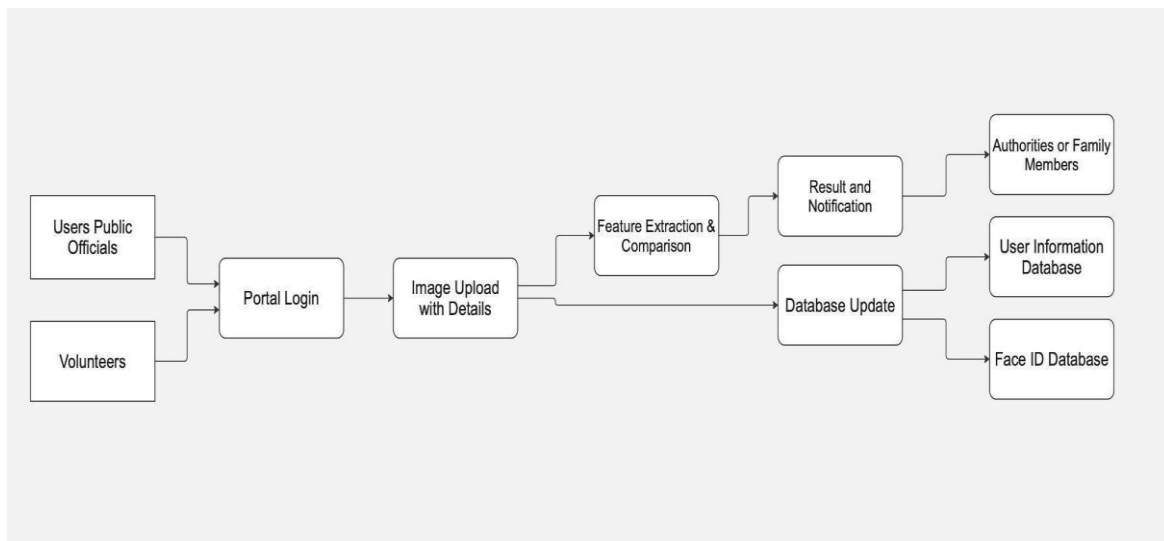 Users Public
Officials
Volunteers
Portal Login
Image Upload
with Details
Feature Extraction &
Comparison
Result and
Notification
Database Update
Authorities or Family
Members
User Information
Database
Face ID Database